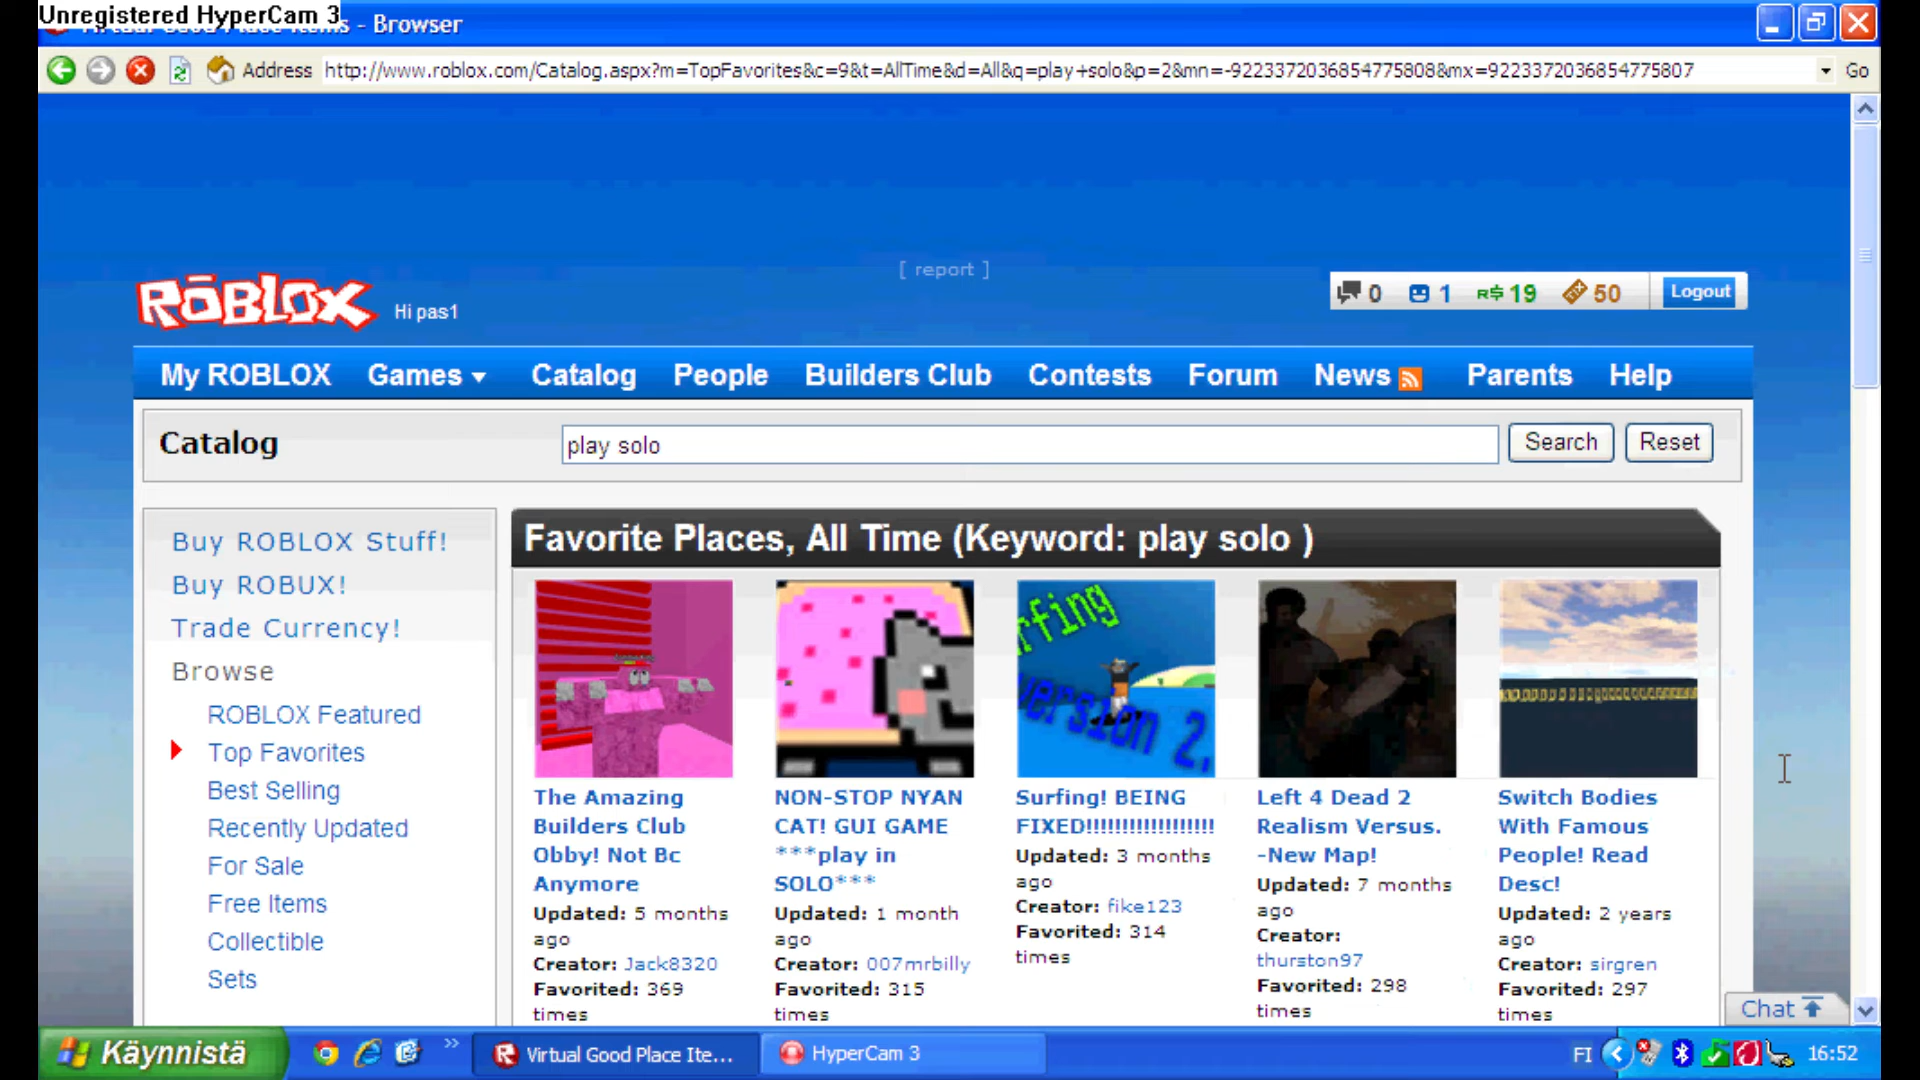 Unregistered HyperCam 3
Virtual Good Place Items - Browser
Address http://www.roblox.com/Catalog.aspx?m=TopFavorites&c=9&t=AllTime&d=All&q=play+solo&p=2&mn=-9223372036854775808&mx=9223372036854775807 Go
[ report ]
ROBLOX Hi pas1 0 1 R$ 19 50 Logout
My ROBLOX Games Catalog People Builders Club Contests Forum News Parents Help
Catalog play solo Search Reset
Buy ROBLOX Stuff!
Buy ROBUX!
Trade Currency!
Browse
ROBLOX Featured
Top Favorites
Best Selling
Recently Updated
For Sale
Free Items
Collectible
Sets
Favorite Places, All Time (Keyword: play solo )
rfing
version 2.
The Amazing
Builders Club
Obby! Not Bc
Anymore
Updated: 5 months
ago
Creator: Jack8320
Favorited: 369
times
NON-STOP NYAN
CAT! GUI GAME
***play in
SOLO***
Updated: 1 month
ago
Creator: 007mrbilly
Favorited: 315
times
Surfing! BEING
FIXED!!!!!!!!!!!!!!!!!!
Updated: 3 months
ago
Creator: fike123
Favorited: 314
times
Left 4 Dead 2
Realism Versus.
-New Map!
Updated: 7 months
ago
Creator:
thurston97
Favorited: 298
times
Switch Bodies
With Famous
People! Read
Desc!
Updated: 2 years
ago
Creator: sirgren
Favorited: 297
times
Chat
Käynnistä Virtual Good Place Ite... HyperCam 3 FI 16:52